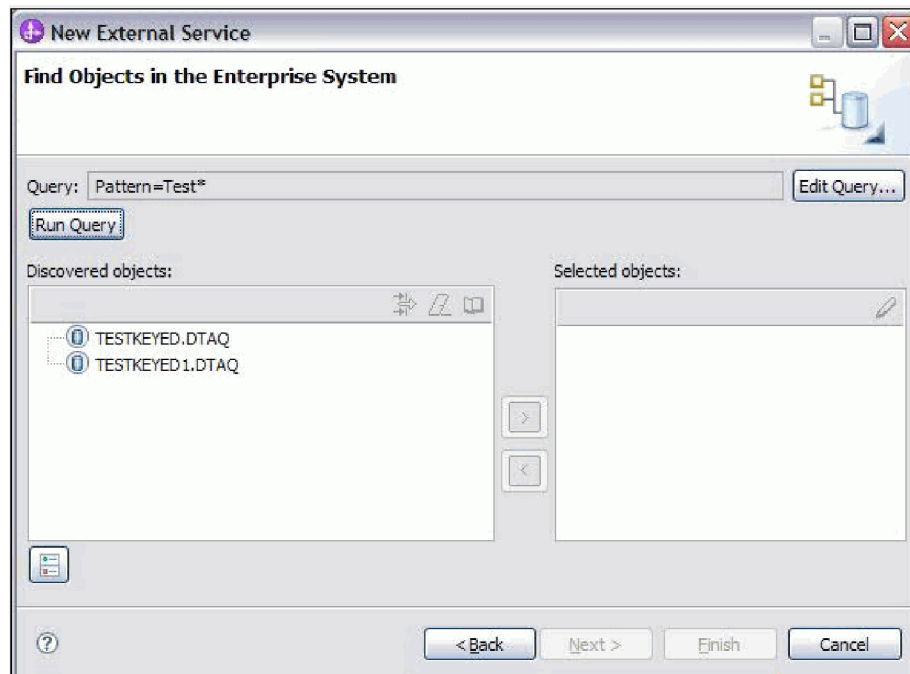 New External Service
Find Objects in the Enterprise System
Query: Pattern=Test* Edit Query...
Run Query
Discovered objects:
Selected objects:
TESTKEYED.DTAQ
TESTKEYED1.DTAQ
>
<
? < Back Next > Finish Cancel